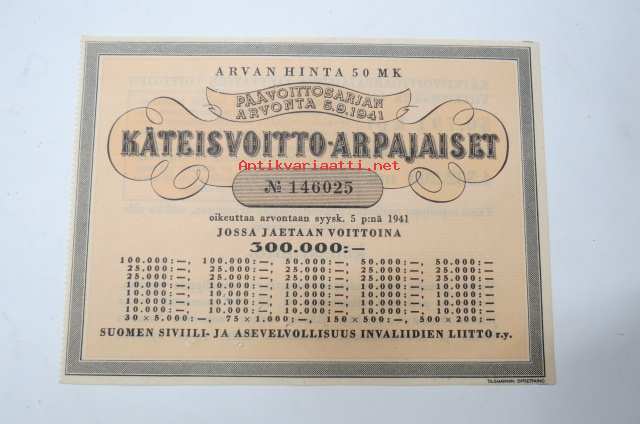 ARVAN HINTA 50 MK
PÄÄVOITTOSARJAN
ARVONTA 5.9.1941
KÄTEISVOITTO-ARPAJAISET
Antikvariaatti.net
№ 146025
oikeuttaa arvontaan syysk. 5 p:nä 1941
JOSSA JAETAAN VOITTOINA
300.000:—
100.000:—, 100.000:—, 50.000:—, 50.000:—, 50.000:—
25.000:—, 25.000:—, 25.000:—, 25.000:—, 25.000:—
25.000:—, 25.000:—, 25.000:—, 25.000:—, 25.000:—
10.000:—, 10.000:—, 10.000:—, 10.000:—, 10.000:—
10.000:—, 10.000:—, 10.000:—, 10.000:—, 10.000:—
10.000:—, 10.000:—, 10.000:—, 10.000:—, 10.000:—
10.000:—, 10.000:—, 10.000:—, 10.000:—, 10.000:—
30 × 5.000:—, 75 × 1.000:—, 150 × 500:—, 500 × 200:—
SUOMEN SIVIILI- JA ASEVELVOLLISUUS INVALIIDIEN LIITTO r.y.
TILGMANNIN OFFSETPAINO